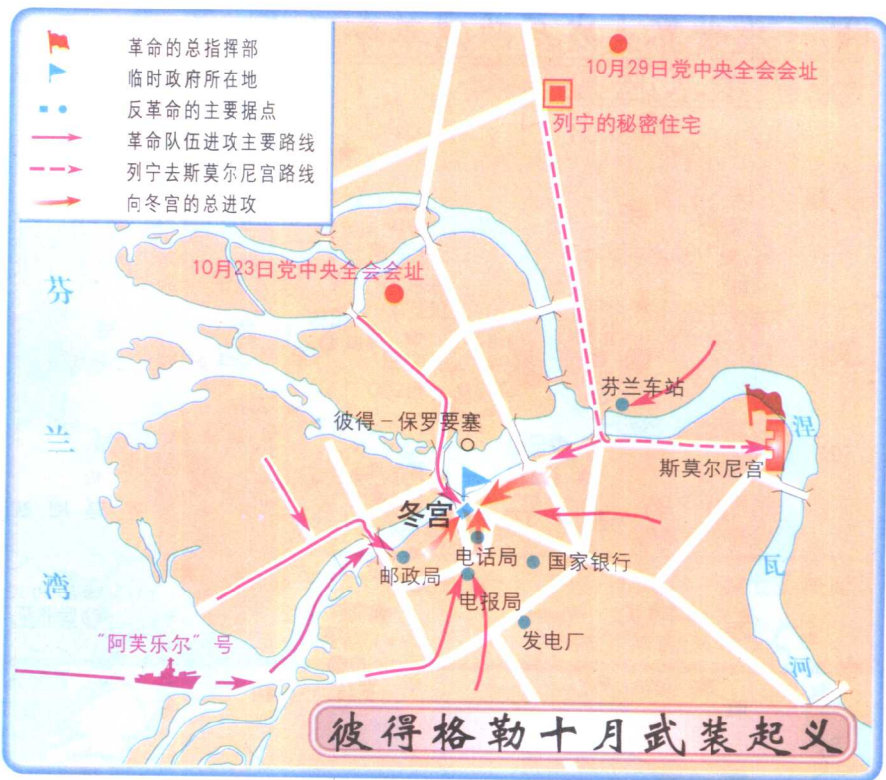 革命的总指挥部
临时政府所在地
反革命的主要据点
革命队伍进攻主要路线
列宁去斯莫尔尼宫路线
向冬宫的总进攻
10月29日党中央全会会址
列宁的秘密住宅
10月23日党中央全会会址
芬
兰
湾
芬兰车站
彼得-保罗要塞
涅
瓦
河
斯莫尔尼宫
冬宫
电话局
国家银行
邮政局
电报局
发电厂
“阿芙乐尔”号
彼得格勒十月武装起义